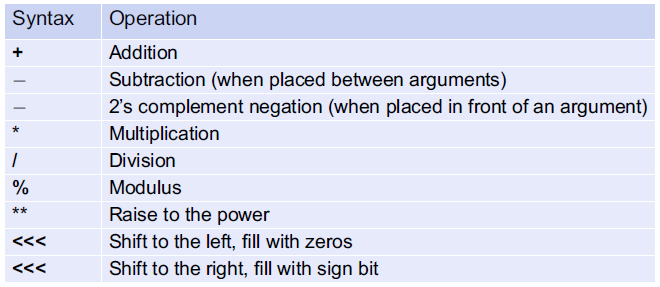 Syntax Operation
+ Addition
– Subtraction (when placed between arguments)
– 2’s complement negation (when placed in front of an argument)
* Multiplication
/ Division
% Modulus
** Raise to the power
<<< Shift to the left, fill with zeros
<<< Shift to the right, fill with sign bit